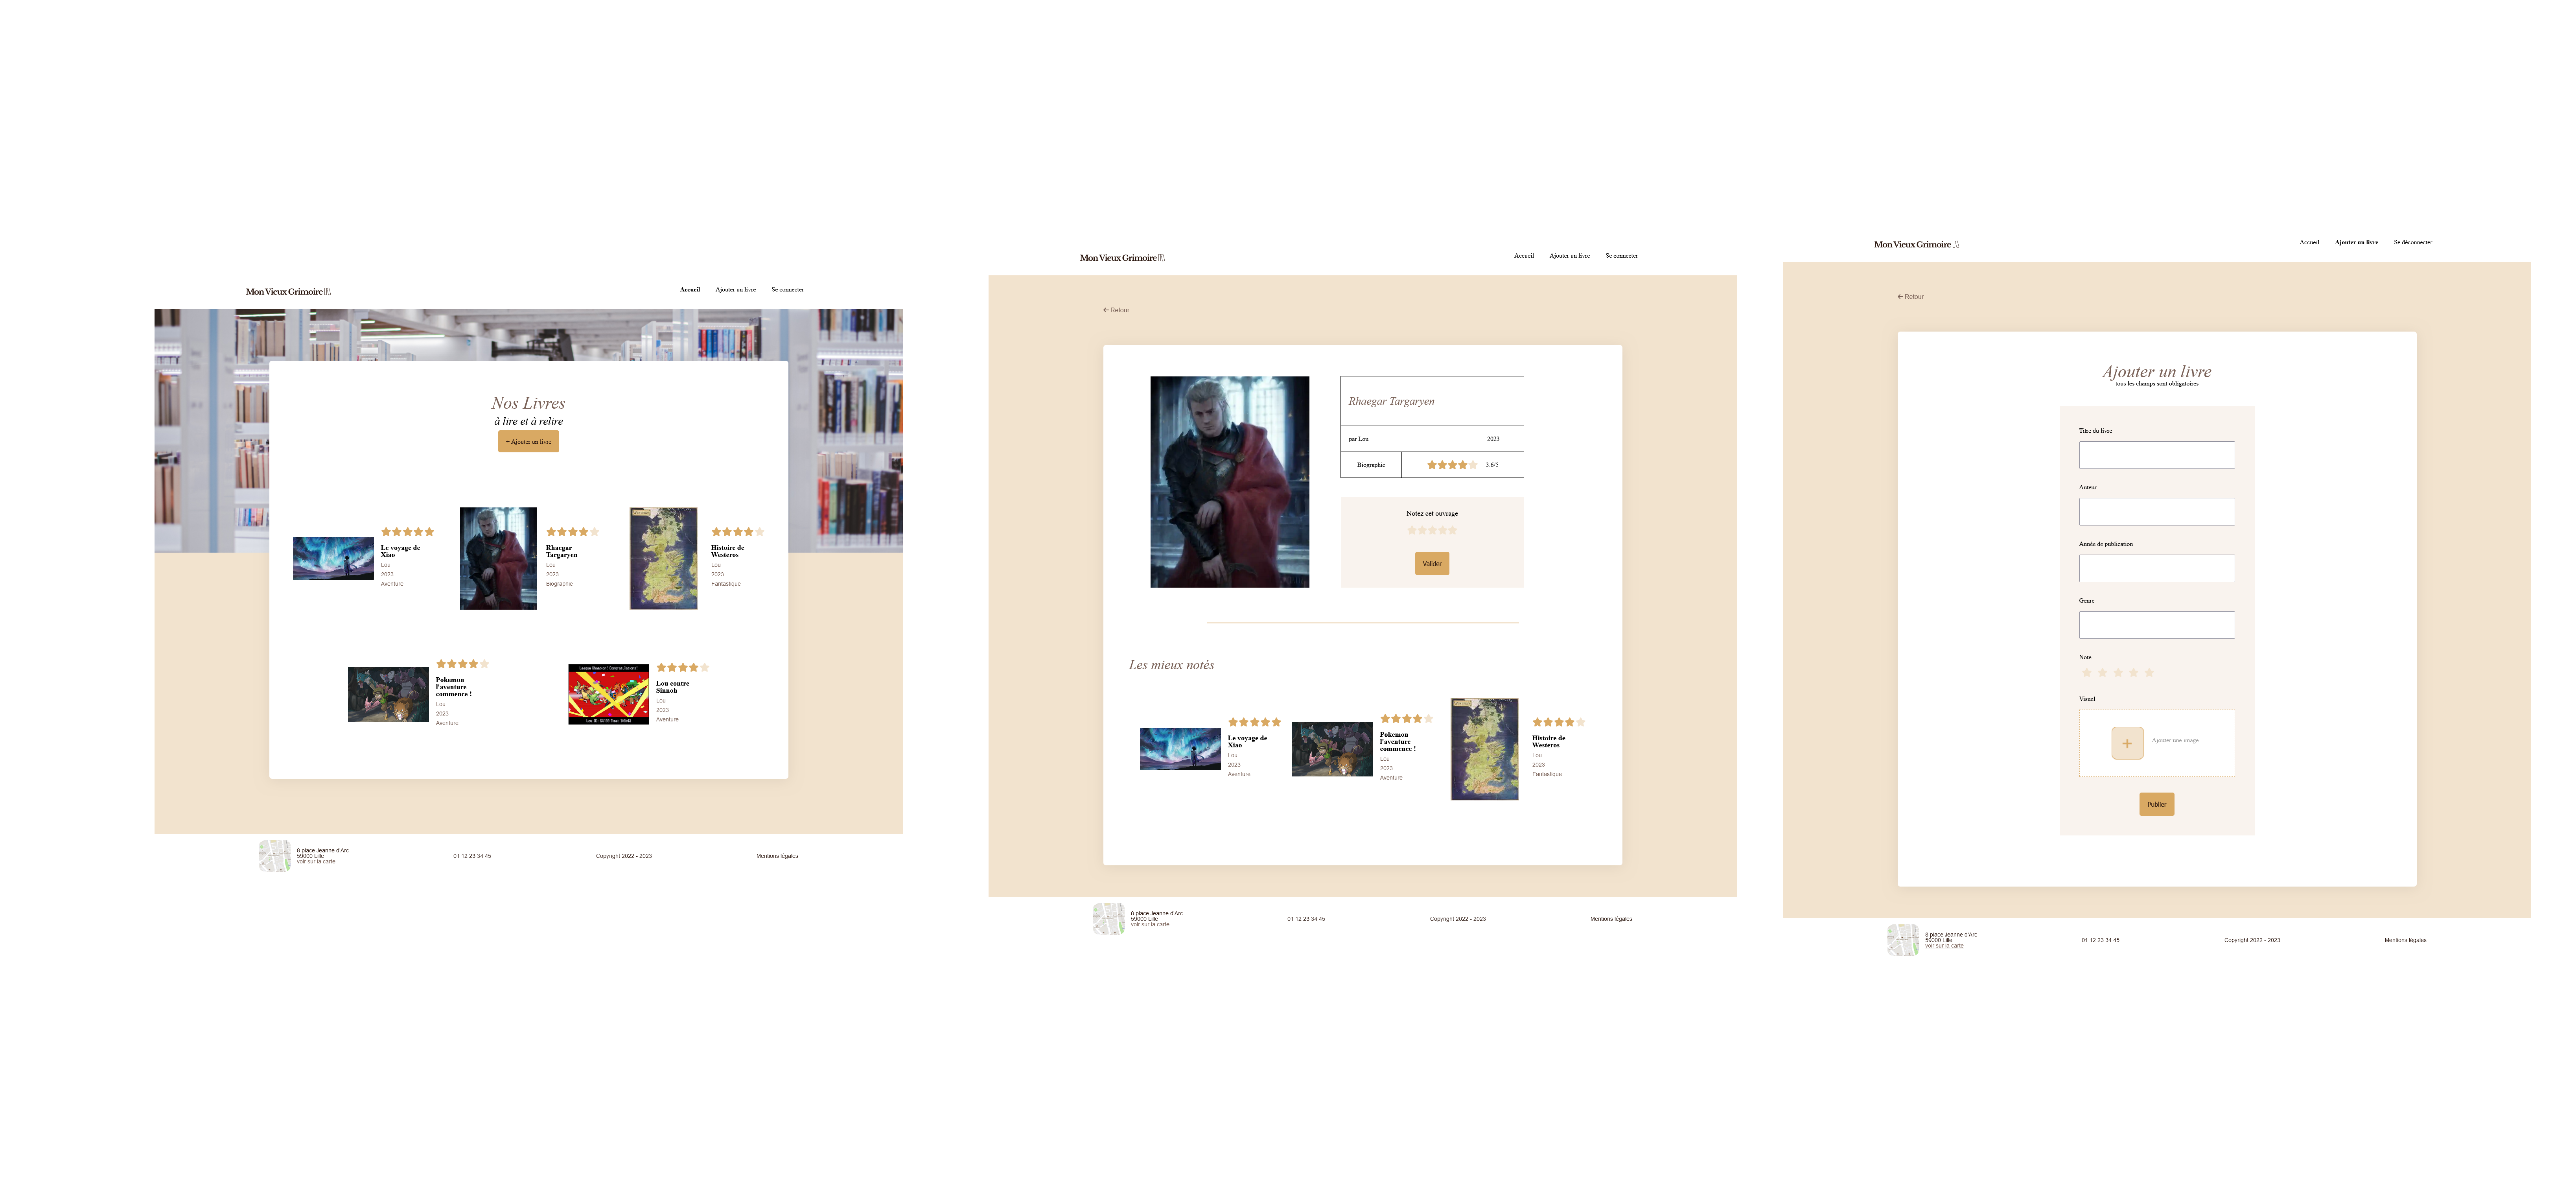 Mon Vieux Grimoire
Accueil
Ajouter un livre
Se connecter
Nos Livres
à lire et à relire
+ Ajouter un livre
Le voyage de
Xiao
Lou
2023
Aventure
Rhaegar
Targaryen
Lou
2023
Biographie
Histoire de
Westeros
Lou
2023
Fantastique
Pokemon
l'aventure
commence !
Lou
2023
Aventure
Lou contre
Sinnoh
Lou
2023
Aventure
8 place Jeanne d'Arc
59000 Lille
voir sur la carte
01 12 23 34 45
Copyright 2022 - 2023
Mentions légales
Mon Vieux Grimoire
Accueil
Ajouter un livre
Se connecter
Retour
Rhaegar Targaryen
par Lou
2023
Biographie
3.6/5
Notez cet ouvrage
Valider
Les mieux notés
Le voyage de
Xiao
Lou
2023
Aventure
Pokemon
l'aventure
commence !
Lou
2023
Aventure
Histoire de
Westeros
Lou
2023
Fantastique
8 place Jeanne d'Arc
59000 Lille
voir sur la carte
01 12 23 34 45
Copyright 2022 - 2023
Mentions légales
Mon Vieux Grimoire
Accueil
Ajouter un livre
Se déconnecter
Retour
Ajouter un livre
tous les champs sont obligatoires
Titre du livre
Auteur
Année de publication
Genre
Note
Visuel
+
Ajouter une image
Publier
8 place Jeanne d'Arc
59000 Lille
voir sur la carte
01 12 23 34 45
Copyright 2022 - 2023
Mentions légales